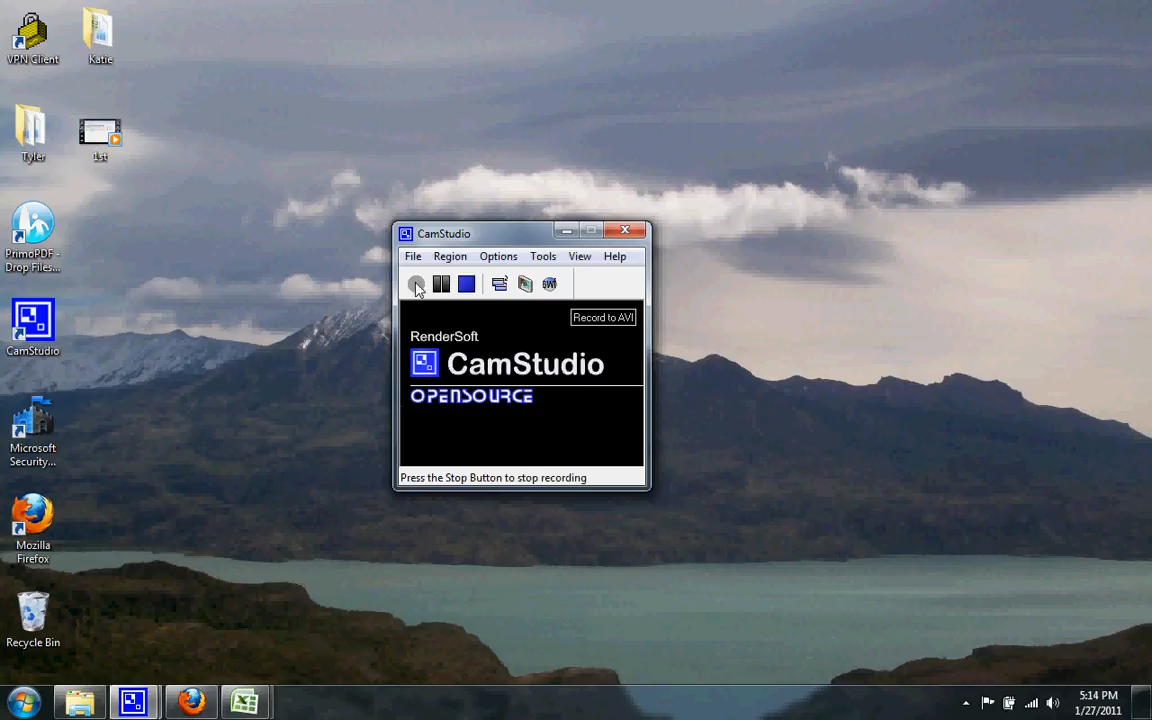 VPN Client
Katie
Tyler
1st
PrimoPDF -
Drop Files...
CamStudio
Microsoft
Security...
Mozilla
Firefox
Recycle Bin
CamStudio
File Region Options Tools View Help
Record to AVI
RenderSoft
CamStudio
OPENSOURCE
Press the Stop Button to stop recording
5:14 PM
1/27/2011